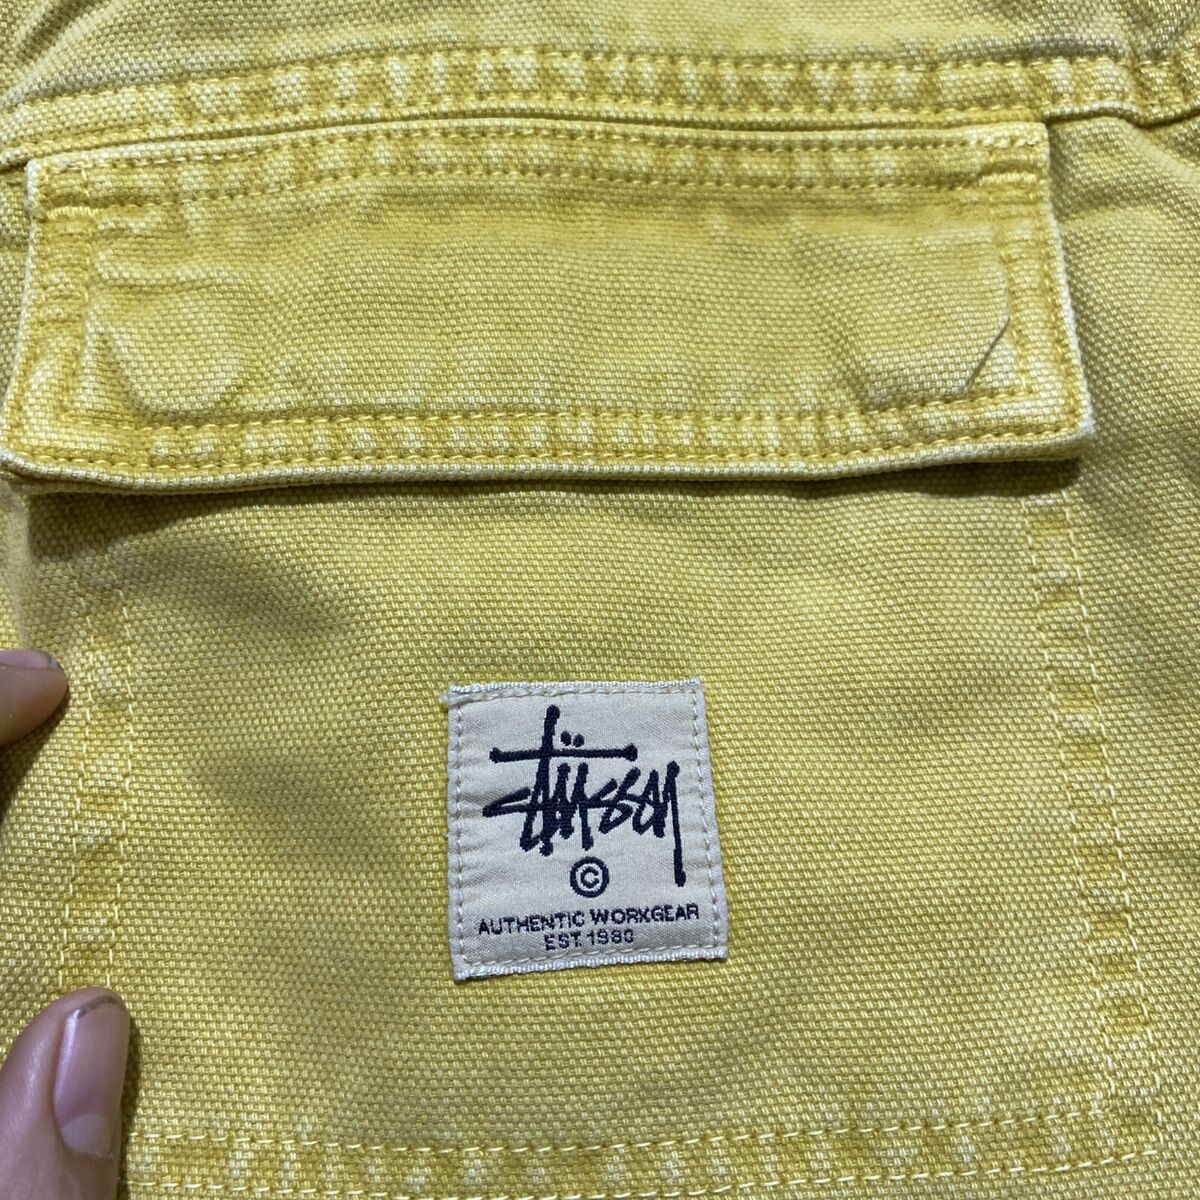 Stüssy
©
AUTHENTIC WORKGEAR
EST. 1980